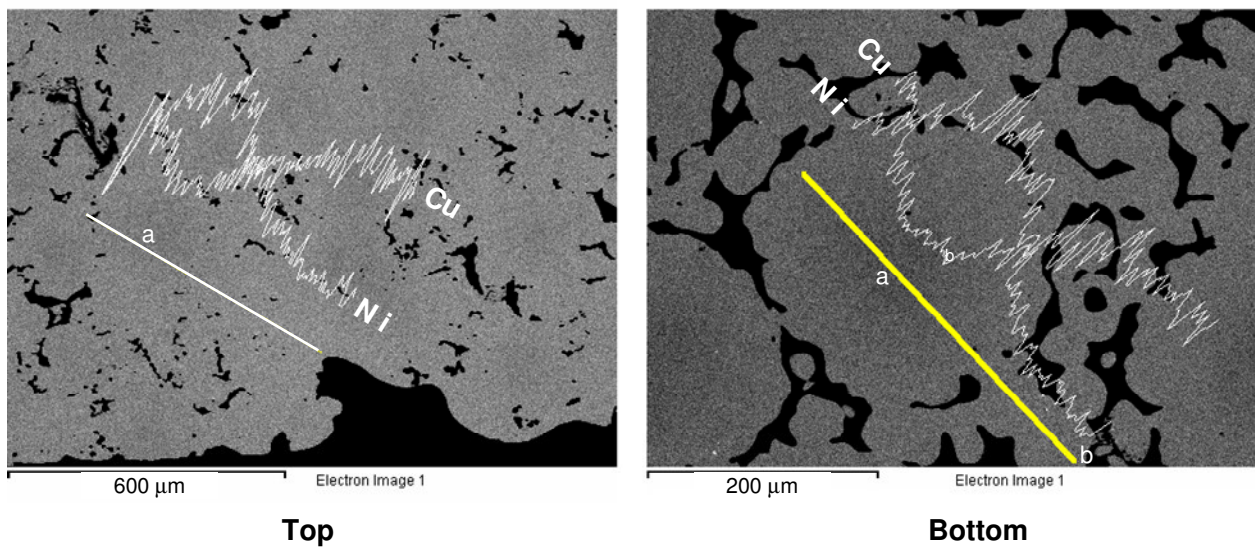 a
Cu
Ni
600 μm
Electron Image 1
Top
Cu
Ni
a
b
b
200 μm
Electron Image 1
Bottom